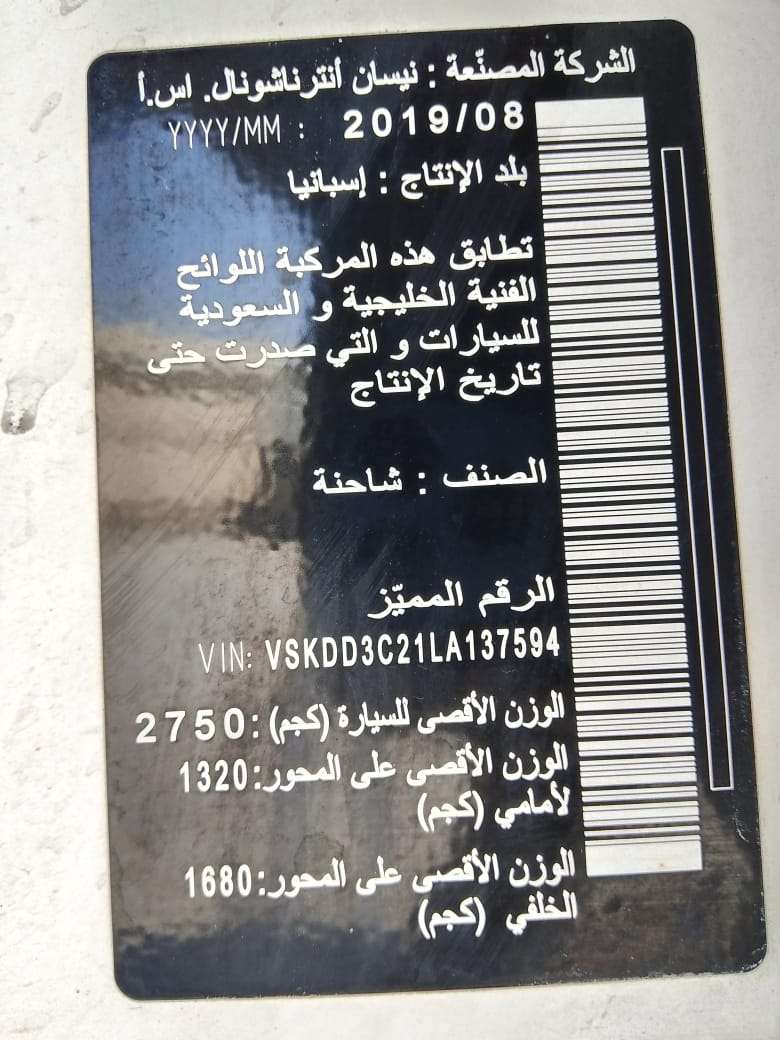 الشركة المصنّعة : نيسان أنترناشونال. اس.أ
YYYY/MM : 2019/08
بلد الإنتاج : إسبانيا
تطابق هذه المركبة اللوائح
الفنية الخليجية و السعودية
للسيارات و التي صدرت حتى
تاريخ الإنتاج
الصنف : شاحنة
الرقم المميّز
VIN: VSKDD3C21LA137594
الوزن الأقصى للسيارة (كجم): 2750
الوزن الأقصى على المحور: 1320
لأمامي (كجم)
الوزن الأقصى على المحور: 1680
الخلفي (كجم)